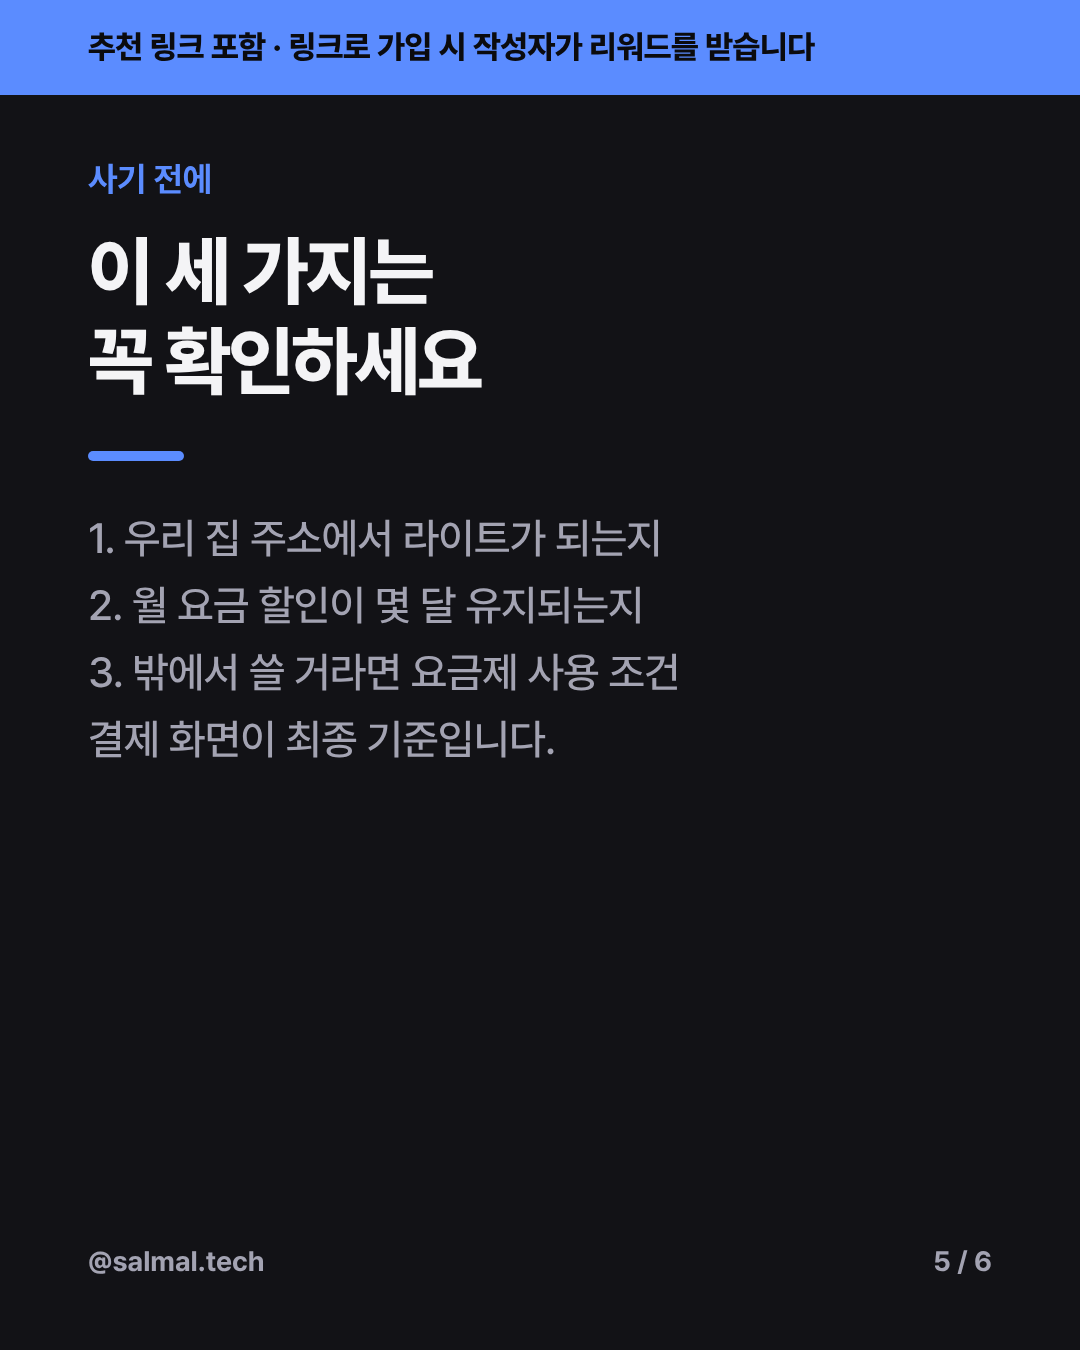 추천 링크 포함 · 링크로 가입 시 작성자가 리워드를 받습니다
사기 전에
이 세 가지는
꼭 확인하세요
1. 우리 집 주소에서 라이트가 되는지
2. 월 요금 할인이 몇 달 유지되는지
3. 밖에서 쓸 거라면 요금제 사용 조건
결제 화면이 최종 기준입니다.
@salmal.tech
5 / 6